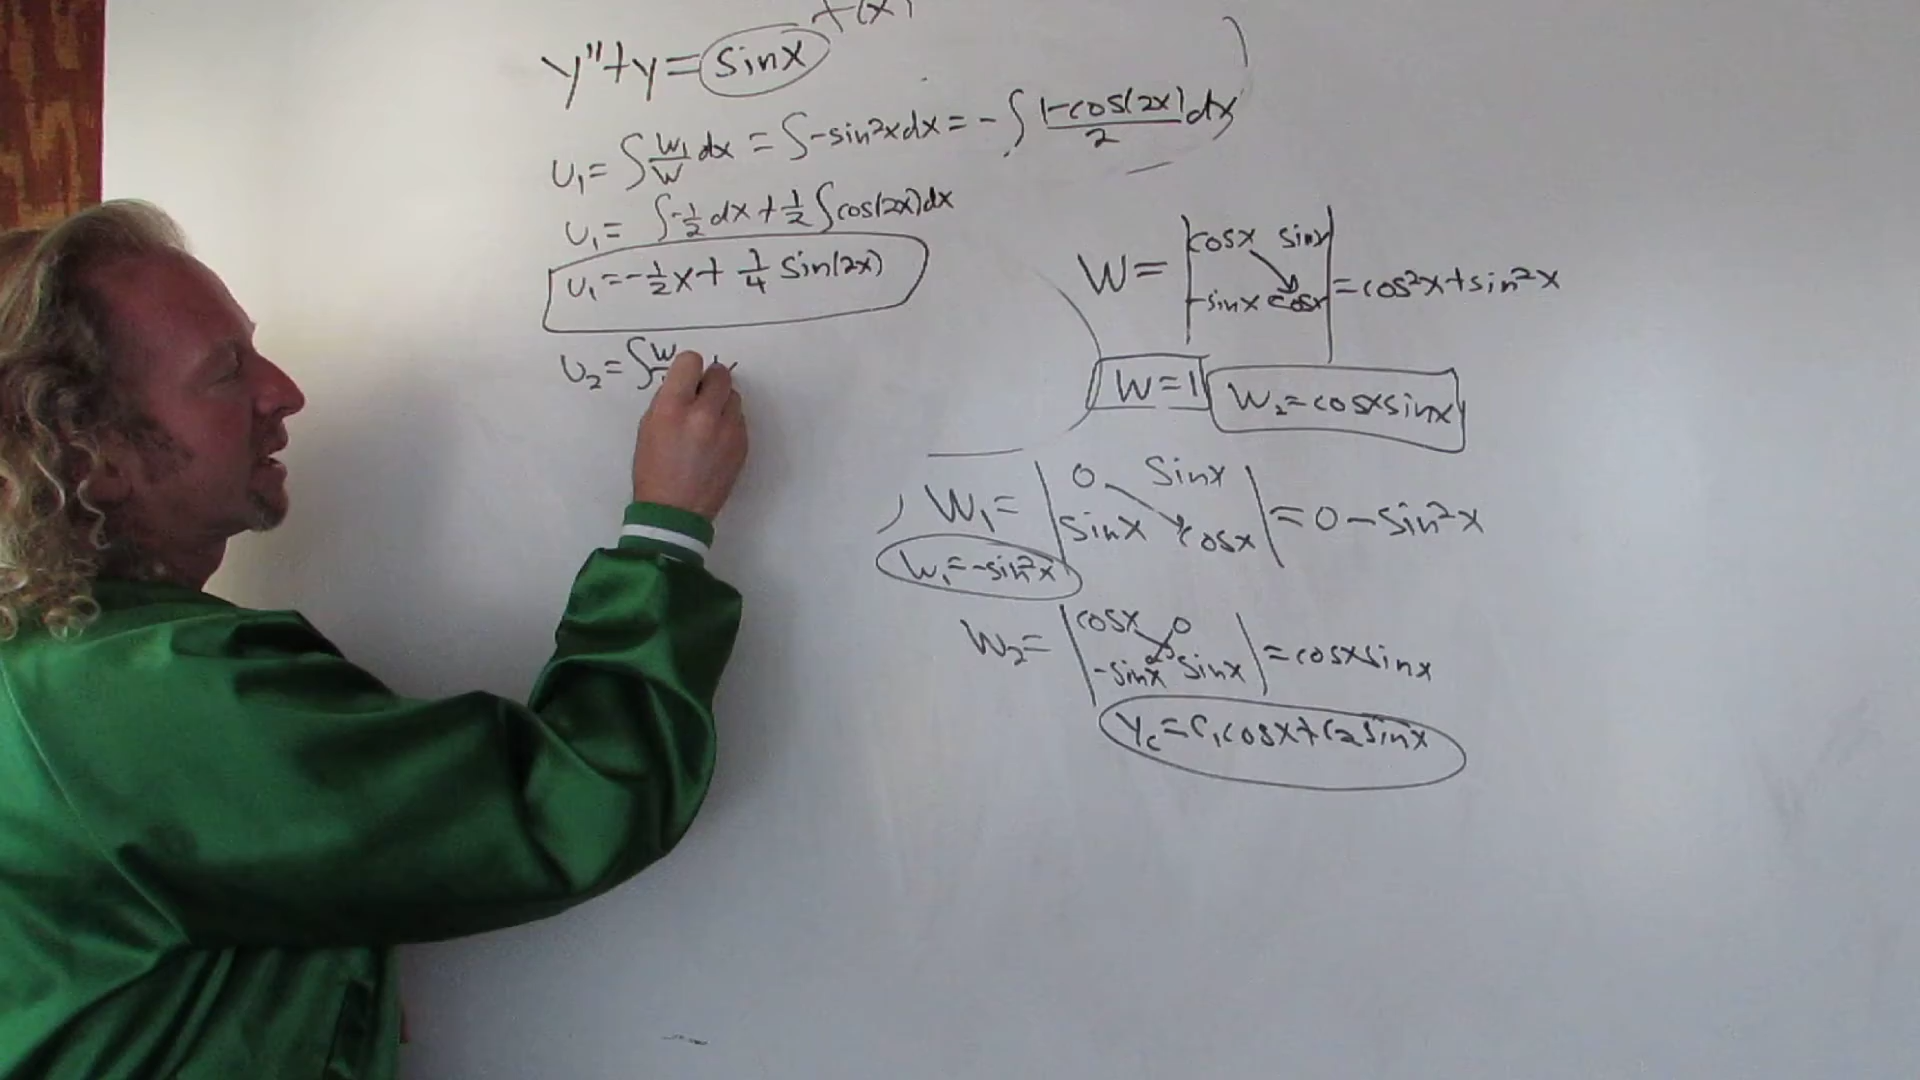 f(x)
y''+y=sinx
u₁=∫W₁/W dx=∫-sin²xdx=-∫(1-cos(2x))/2 dx
u₁=∫-1/2 dx+1/2∫cos(2x)dx
u₁=-1/2x+1/4 sin(2x)
u₂=∫W
W=|cosx sinx
-sinx cosx|=cos²x+sin²x
W=1
W₂=cosxsinx
W₁=|0 sinx
sinx cosx|=0-sin²x
W₁=-sin²x
W₂=|cosx 0
-sinx sinx|=cosxsinx
y_c=c₁cosx+c₂sinx